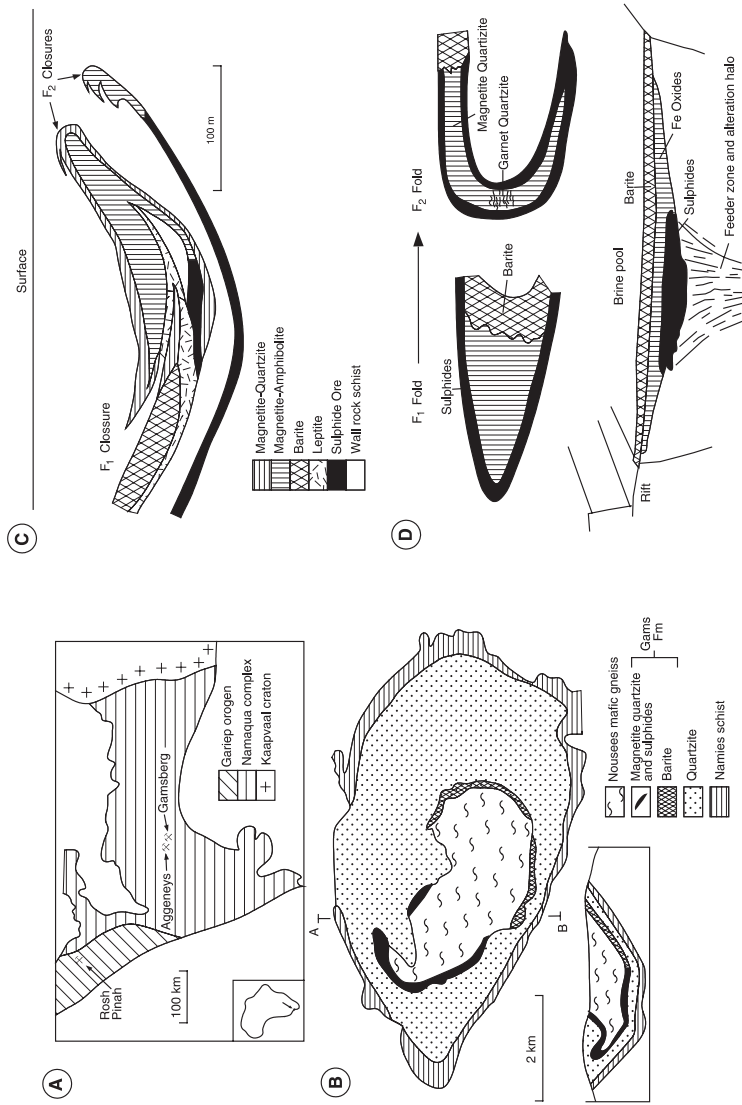 A
Rosh
Pinah
Aggeneys
Gamsberg
100 km
Gariep orogen
Namaqua complex
Kaapvaal craton
B
A
B
2 km
Nousees mafic gneiss
Magnetite quartzite
and sulphides
Barite
Quartzite
Namies schist
Gams
Fm
C
Surface
F1 Clossure
F2 Closures
100 m
Magnetite-Quartzite
Magnetite-Amphibolite
Barite
Leptite
Sulphide Ore
Wall rock schist
D
F1 Fold
F2 Fold
Sulphides
Barite
Magnetite Quartizite
Garnet Quartzite
Rift
Brine pool
Barite
Fe Oxides
Sulphides
Feeder zone and alteration halo